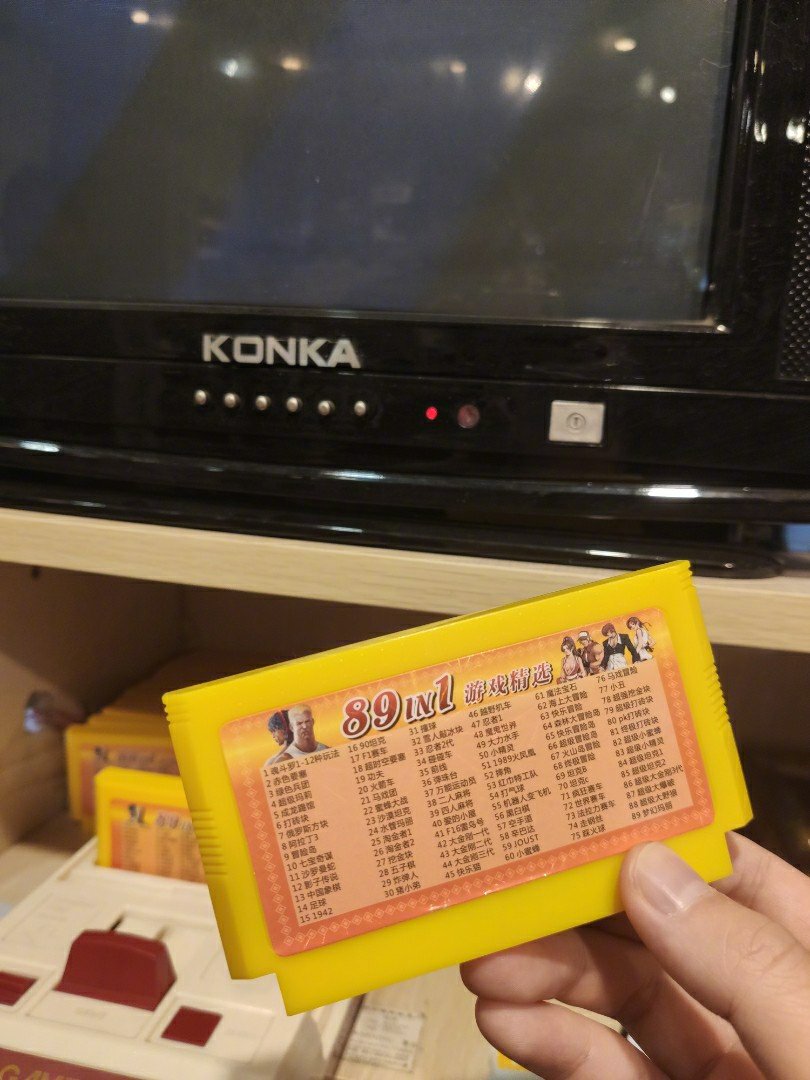 KONKA
89 IN 1 游戏精选
1 魂斗罗1-12种玩法
2 赤色要塞
3 绿色兵团
4 超级玛莉
5 成龙踢馆
6 打砖块
7 俄罗斯方块
8 阿拉丁3
9 冒险岛
10 七宝奇谋
11 沙罗曼蛇
12 影子传说
13 中国象棋
14 足球
15 1942
16 90坦克
17 F1赛车
18 超时空要塞
19 功夫
20 火箭车
21 马戏团
22 蜜蜂大战
23 沙漠坦克
24 水管玛丽
25 淘金者1
26 淘金者2
27 挖金块
28 五子棋
29 炸弹人
30 猪小弟
31 撞球
32 雪人敲冰块
33 忍者2代
34 碰碰车
35 前线
36 弹珠台
37 万能运动员
38 二人麻将
39 四人麻将
40 爱的小屋
41 F16轰鸟号
42 大金刚一代
43 大金刚二代
44 大金刚三代
45 快乐猫
46 越野机车
47 忍者1
48 魔鬼世界
49 大力水手
50 小精灵
51 1989火凤凰
52 摔角
53 红巾特工队
54 打气球
55 机器人变飞机
56 黑白棋
57 空手道
58 辛巴达
59 JOUST
60 小蜜蜂
61 魔法宝石
62 海上大冒险
63 快乐冒险
64 森林大冒险岛
65 快乐冒险岛
66 超级冒险岛
67 火山岛冒险
68 终极冒险
69 坦克B
70 坦克C
71 疯狂赛车
72 世界赛车
73 法拉力赛车
74 走钢丝
75 踩火球
76 马戏冒险
77 小丑
78 超强挖金块
79 超级打砖块
80 pk打砖块
81 终极打砖块
82 超级小蜜蜂
83 超级小精灵
84 超级坦克1
85 超级坦克2
86 超级大金刚3代
87 超级大爆破
88 超级大野狼
89 梦幻玛丽
89 IN